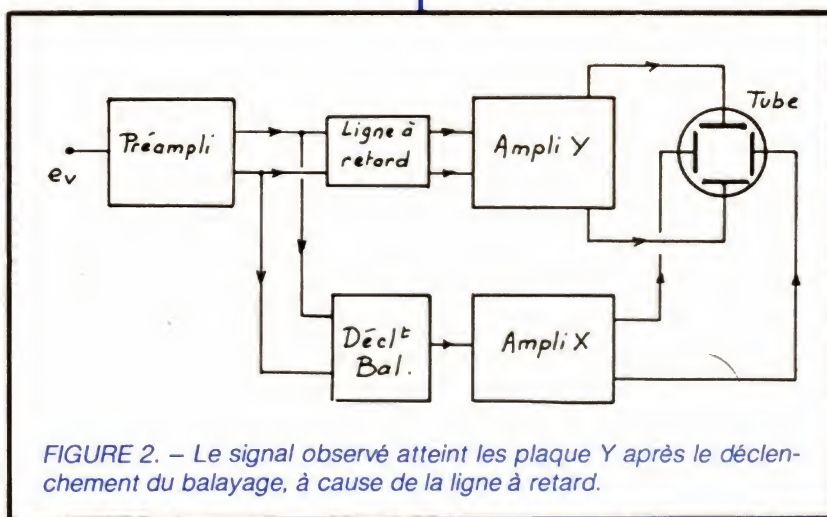 Tube
Préampli
Ligne à
retard
Ampli Y
ev
Décl^t
Bal.
Ampli X
FIGURE 2. – Le signal observé atteint les plaque Y après le déclen-
chement du balayage, à cause de la ligne à retard.